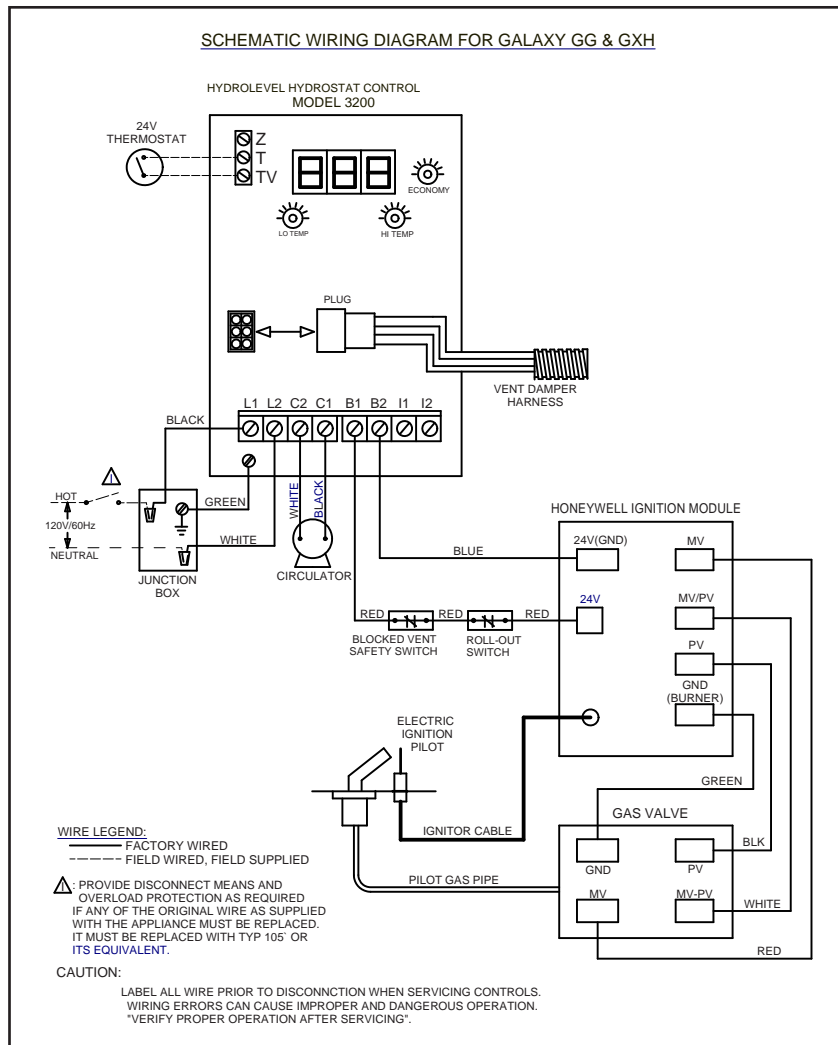 SCHEMATIC WIRING DIAGRAM FOR GALAXY GG & GXH
HYDROLEVEL HYDROSTAT CONTROL
MODEL 3200
24V
THERMOSTAT
Z
T
TV
888
ECONOMY
LO TEMP
HI TEMP
PLUG
VENT DAMPER
HARNESS
L1 L2 C2 C1 B1 B2 I1 I2
BLACK
HOT
120V/60Hz
NEUTRAL
GREEN
WHITE
JUNCTION
BOX
WHITE
BLACK
CIRCULATOR
BLUE
RED
RED
RED
BLOCKED VENT
SAFETY SWITCH
ROLL-OUT
SWITCH
HONEYWELL IGNITION MODULE
24V(GND)
MV
24V
MV/PV
PV
GND
(BURNER)
ELECTRIC
IGNITION
PILOT
GREEN
IGNITOR CABLE
GAS VALVE
GND
PV
BLK
PILOT GAS PIPE
MV
MV-PV
WHITE
RED
WIRE LEGEND:
FACTORY WIRED
FIELD WIRED, FIELD SUPPLIED
: PROVIDE DISCONNECT MEANS AND
OVERLOAD PROTECTION AS REQUIRED
IF ANY OF THE ORIGINAL WIRE AS SUPPLIED
WITH THE APPLIANCE MUST BE REPLACED.
IT MUST BE REPLACED WITH TYP 105` OR
ITS EQUIVALENT.
CAUTION:
LABEL ALL WIRE PRIOR TO DISCONNCTION WHEN SERVICING CONTROLS.
WIRING ERRORS CAN CAUSE IMPROPER AND DANGEROUS OPERATION.
"VERIFY PROPER OPERATION AFTER SERVICING".